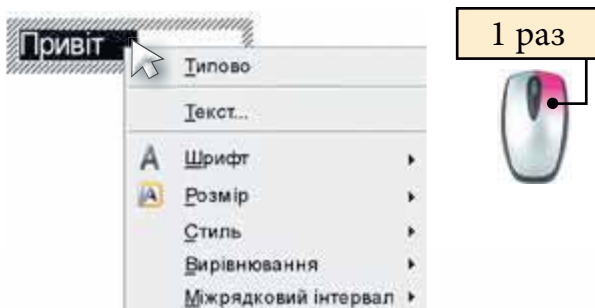 Привіт
1 раз
Типово
Текст...
Шрифт
Розмір
Стиль
Вирівнювання
Міжрядковий інтервал